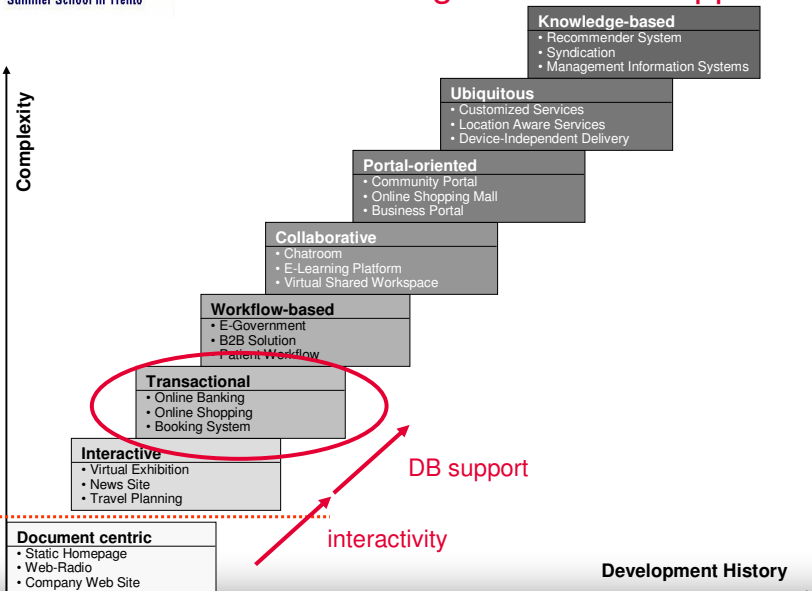 Summer School in Trento
Knowledge-based
• Recommender System
• Syndication
• Management Information Systems
Ubiquitous
• Customized Services
• Location Aware Services
• Device-Independent Delivery
Complexity
Portal-oriented
• Community Portal
• Online Shopping Mall
• Business Portal
Collaborative
• Chatroom
• E-Learning Platform
• Virtual Shared Workspace
Workflow-based
• E-Government
• B2B Solution
• Patient Workflow
Transactional
• Online Banking
• Online Shopping
• Booking System
Interactive
• Virtual Exhibition
• News Site
• Travel Planning
DB support
interactivity
Document centric
• Static Homepage
• Web-Radio
• Company Web Site
Development History